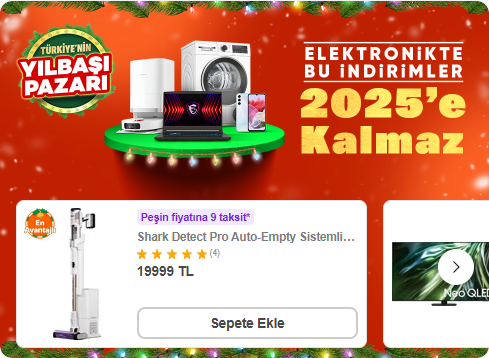 TÜRKİYE'NİN
YILBAŞI
PAZARI
ELEKTRONİKTE
BU İNDİRİMLER
2025'e
Kalmaz
En
Avantajlı
Peşin fiyatına 9 taksit*
Shark Detect Pro Auto-Empty Sistemli...
(4)
19999 TL
Sepete Ekle
Neo QLED